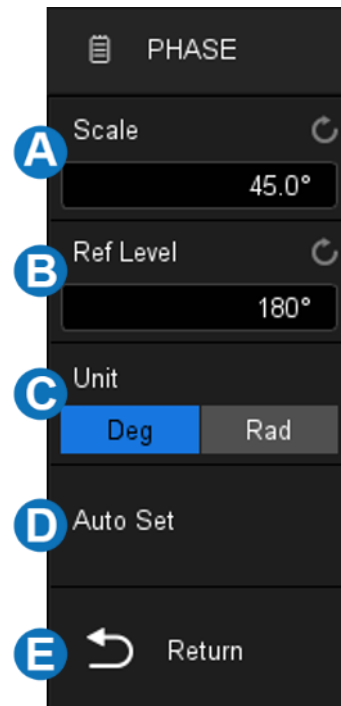 PHASE
A Scale
45.0°
B Ref Level
180°
C Unit
Deg Rad
D Auto Set
E Return